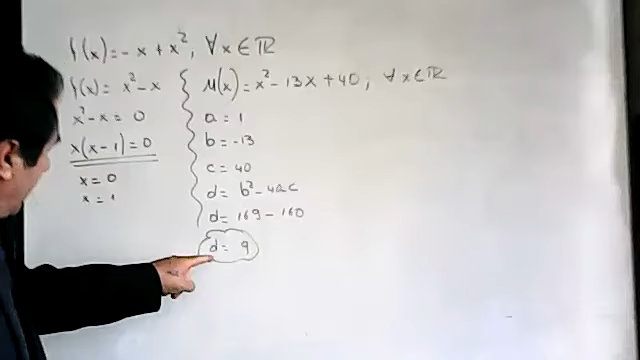 f(x) = -x + x², ∀x∈ℝ
f(x) = x² - x
x² - x = 0
x(x-1) = 0
x = 0
x = 1
μ(x) = x² - 13x + 40, ∀x∈ℝ
a = 1
b = -13
c = 40
d = b² - 4ac
d = 169 - 160
d = 9